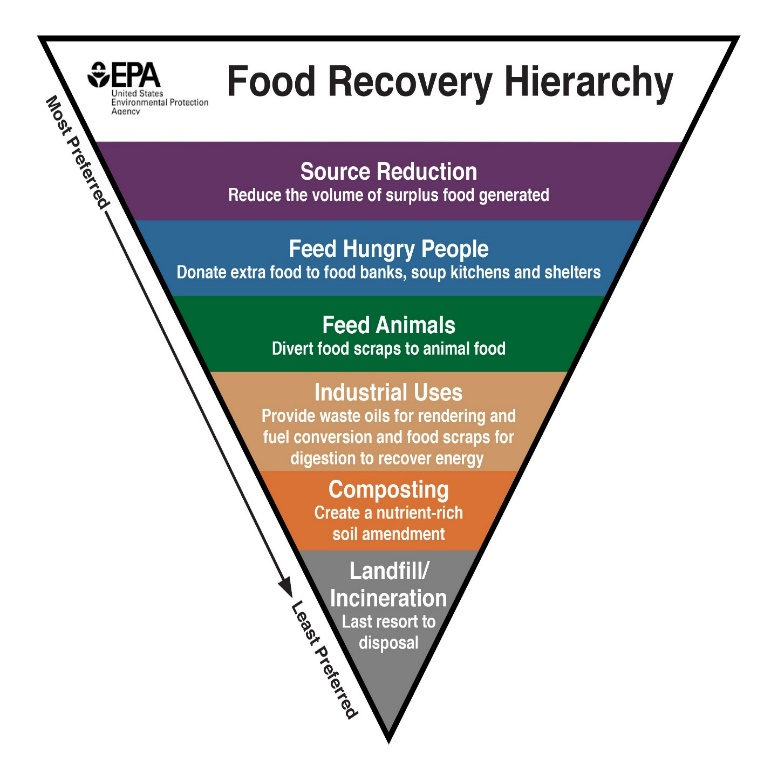 EPA
United States
Environmental Protection
Agency
Food Recovery Hierarchy
Most Preferred
Source Reduction
Reduce the volume of surplus food generated
Feed Hungry People
Donate extra food to food banks, soup kitchens and shelters
Feed Animals
Divert food scraps to animal food
Industrial Uses
Provide waste oils for rendering and
fuel conversion and food scraps for
digestion to recover energy
Composting
Create a nutrient-rich
soil amendment
Landfill/
Incineration
Last resort to
disposal
Least Preferred